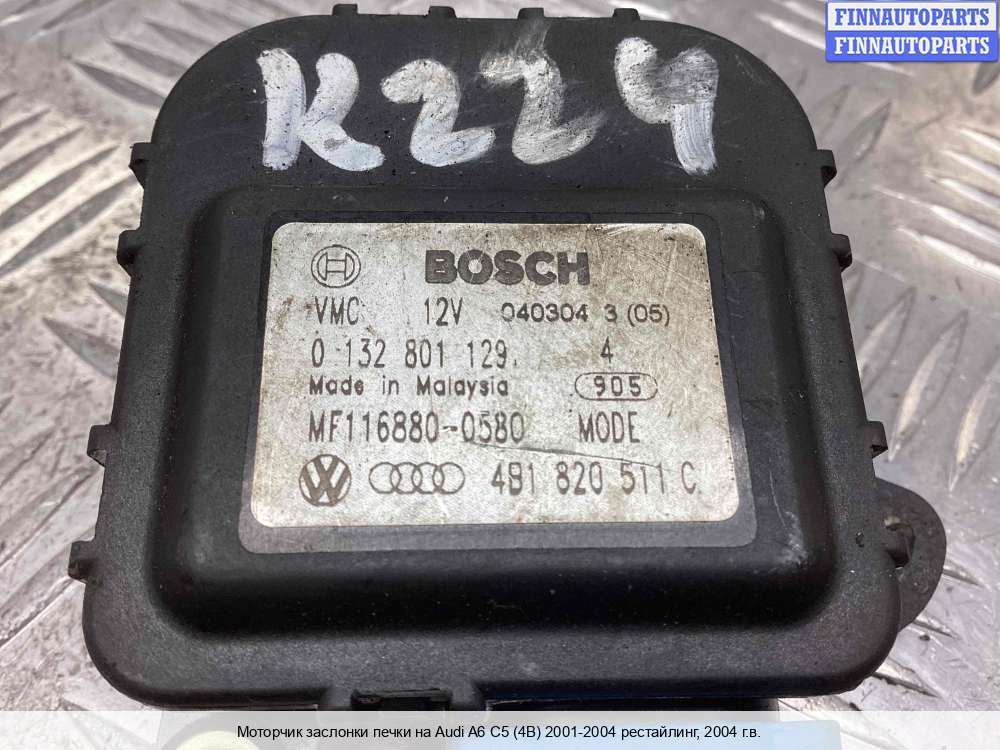 FINNAUTOPARTS
FINNAUTOPARTS
K224
BOSCH
VMC 12V 040304 3 (05)
0 132 801 129. 4
Made in Malaysia 905
MF116880-0580 MODE
4B1 820 511 C
Моторчик заслонки печки на Audi A6 C5 (4B) 2001-2004 рестайлинг, 2004 г.в.